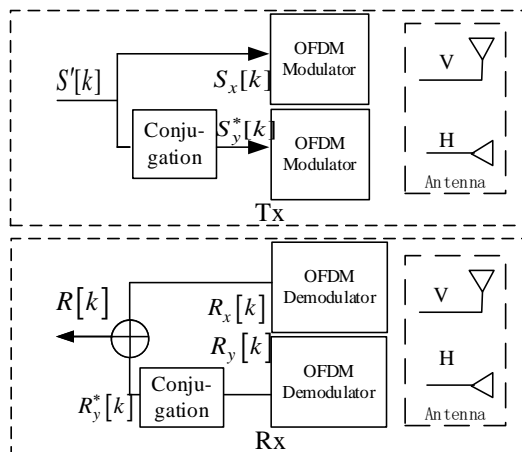 OFDM
Modulator
V
S'[k]
S_x[k]
Conju-
gation
S_y^*[k]
OFDM
Modulator
H
Antenna
Tx
OFDM
Demodulator
V
R[k]
R_x[k]
R_y[k]
OFDM
Demodulator
H
Conju-
gation
R_y^*[k]
Antenna
Rx